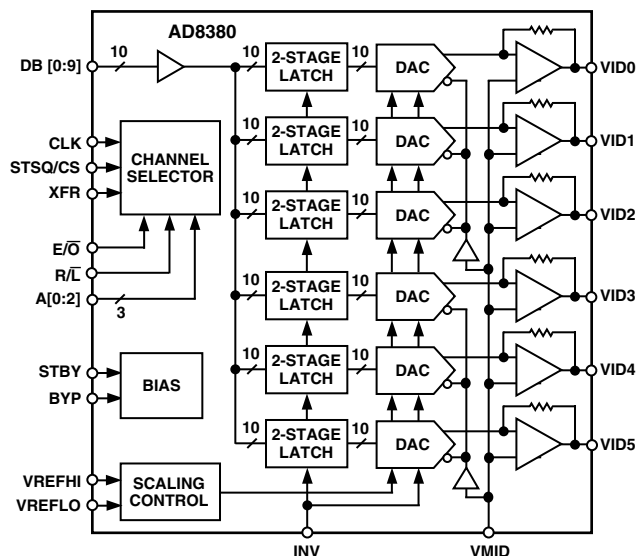 AD8380
DB [0:9]
10
10
2-STAGE
LATCH
10
DAC
VID0
10
2-STAGE
LATCH
10
DAC
VID1
CLK
STSQ/CS
XFR
CHANNEL
SELECTOR
10
2-STAGE
LATCH
10
DAC
VID2
E/O̅
R/L̅
A[0:2]
3
10
2-STAGE
LATCH
10
DAC
VID3
STBY
BYP
BIAS
10
2-STAGE
LATCH
10
DAC
VID4
10
2-STAGE
LATCH
10
DAC
VID5
VREFHI
VREFLO
SCALING
CONTROL
INV
VMID